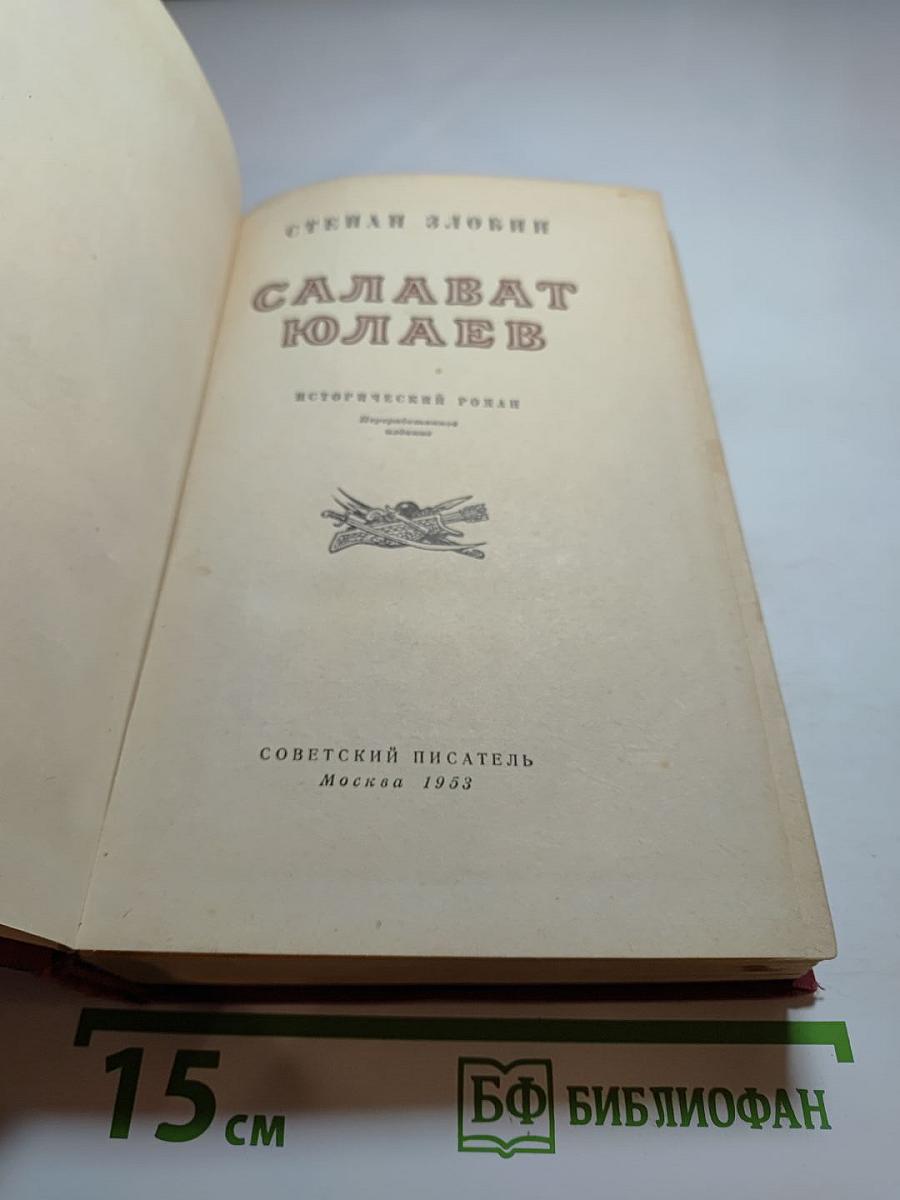 СТЕПАН ЗЛОБИН
САЛАВАТ
ЮЛАЕВ
ИСТОРИЧЕСКИЙ РОМАН
Переработанное
издание
СОВЕТСКИЙ ПИСАТЕЛЬ
Москва 1953
15 см
БФ БИБЛИОФАН